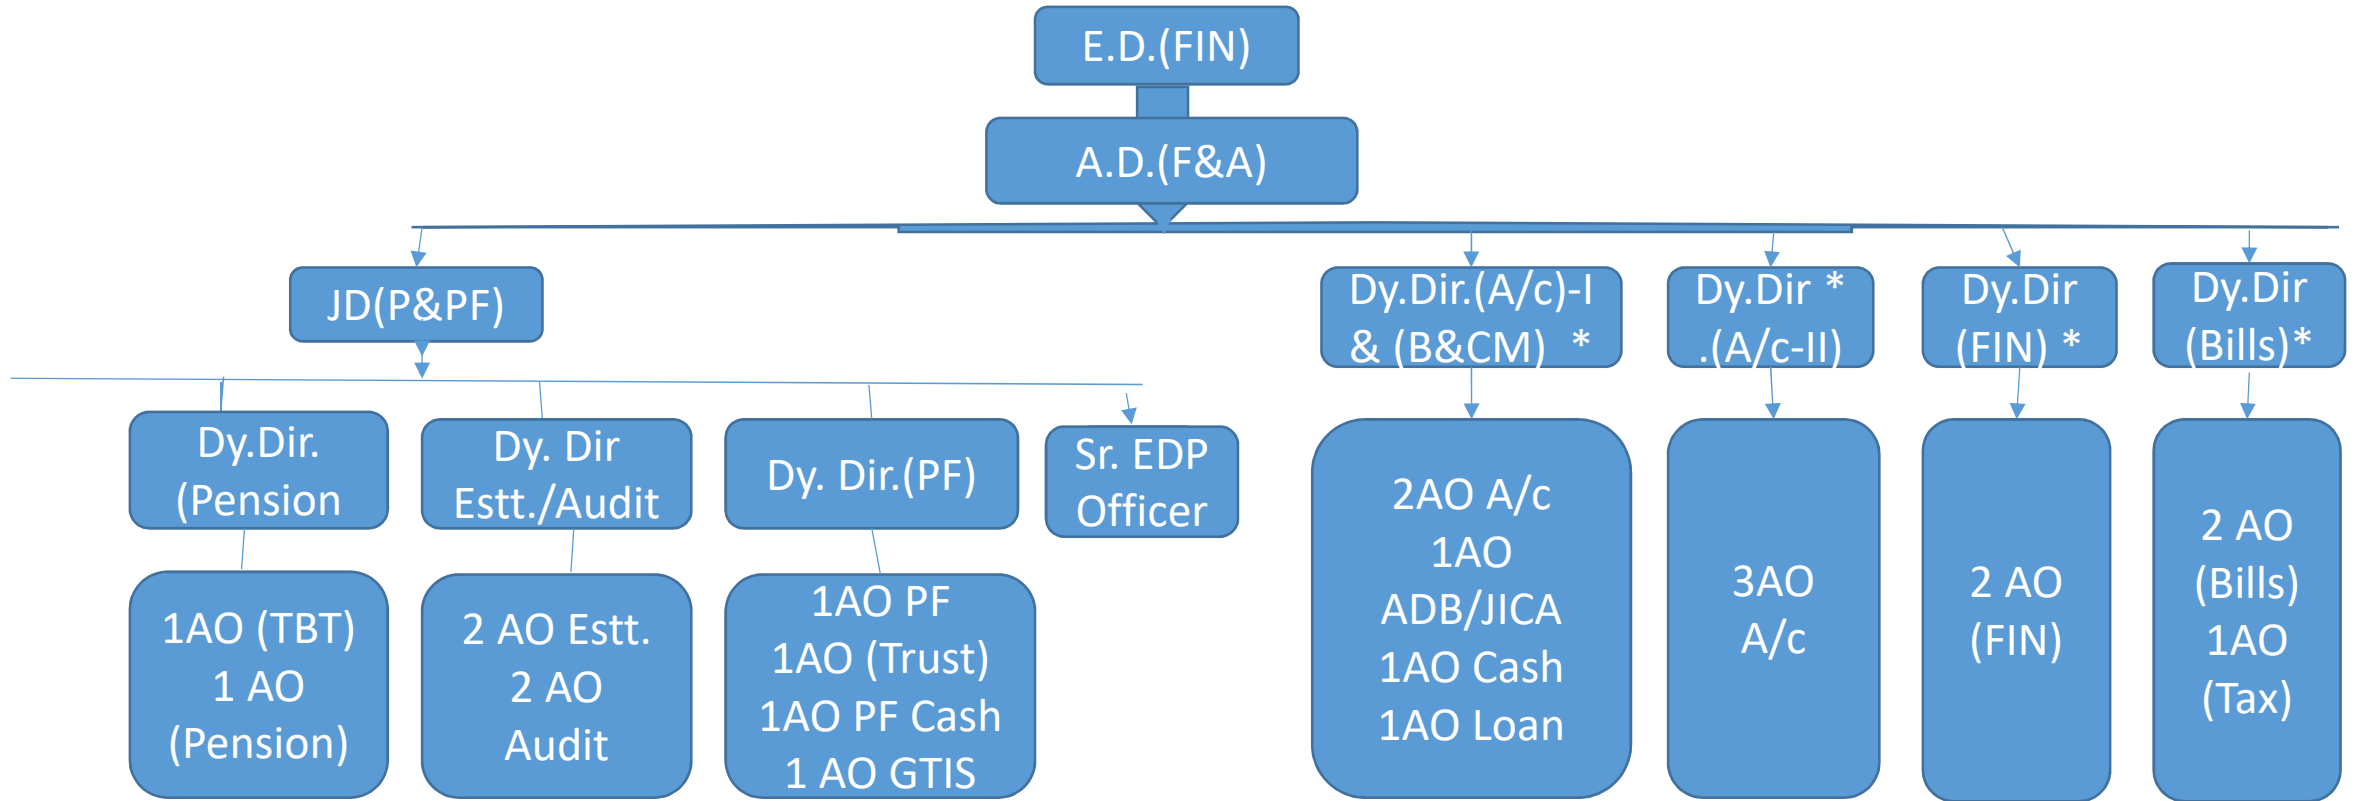 E.D.(FIN)
A.D.(F&A)
JD(P&PF)
Dy.Dir.(A/c)-I
& (B&CM) *
Dy.Dir *
.(A/c-II)
Dy.Dir
(FIN) *
Dy.Dir
(Bills)*
Dy.Dir.
(Pension
Dy. Dir
Estt./Audit
Dy. Dir.(PF)
Sr. EDP
Officer
1AO (TBT)
1 AO
(Pension)
2 AO Estt.
2 AO
Audit
1AO PF
1AO (Trust)
1AO PF Cash
1 AO GTIS
2AO A/c
1AO
ADB/JICA
1AO Cash
1AO Loan
3AO
A/c
2 AO
(FIN)
2 AO
(Bills)
1AO
(Tax)